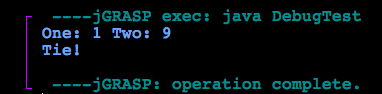 ----jGRASP exec: java DebugTest
One: 1 Two: 9
Tie!
----jGRASP: operation complete.